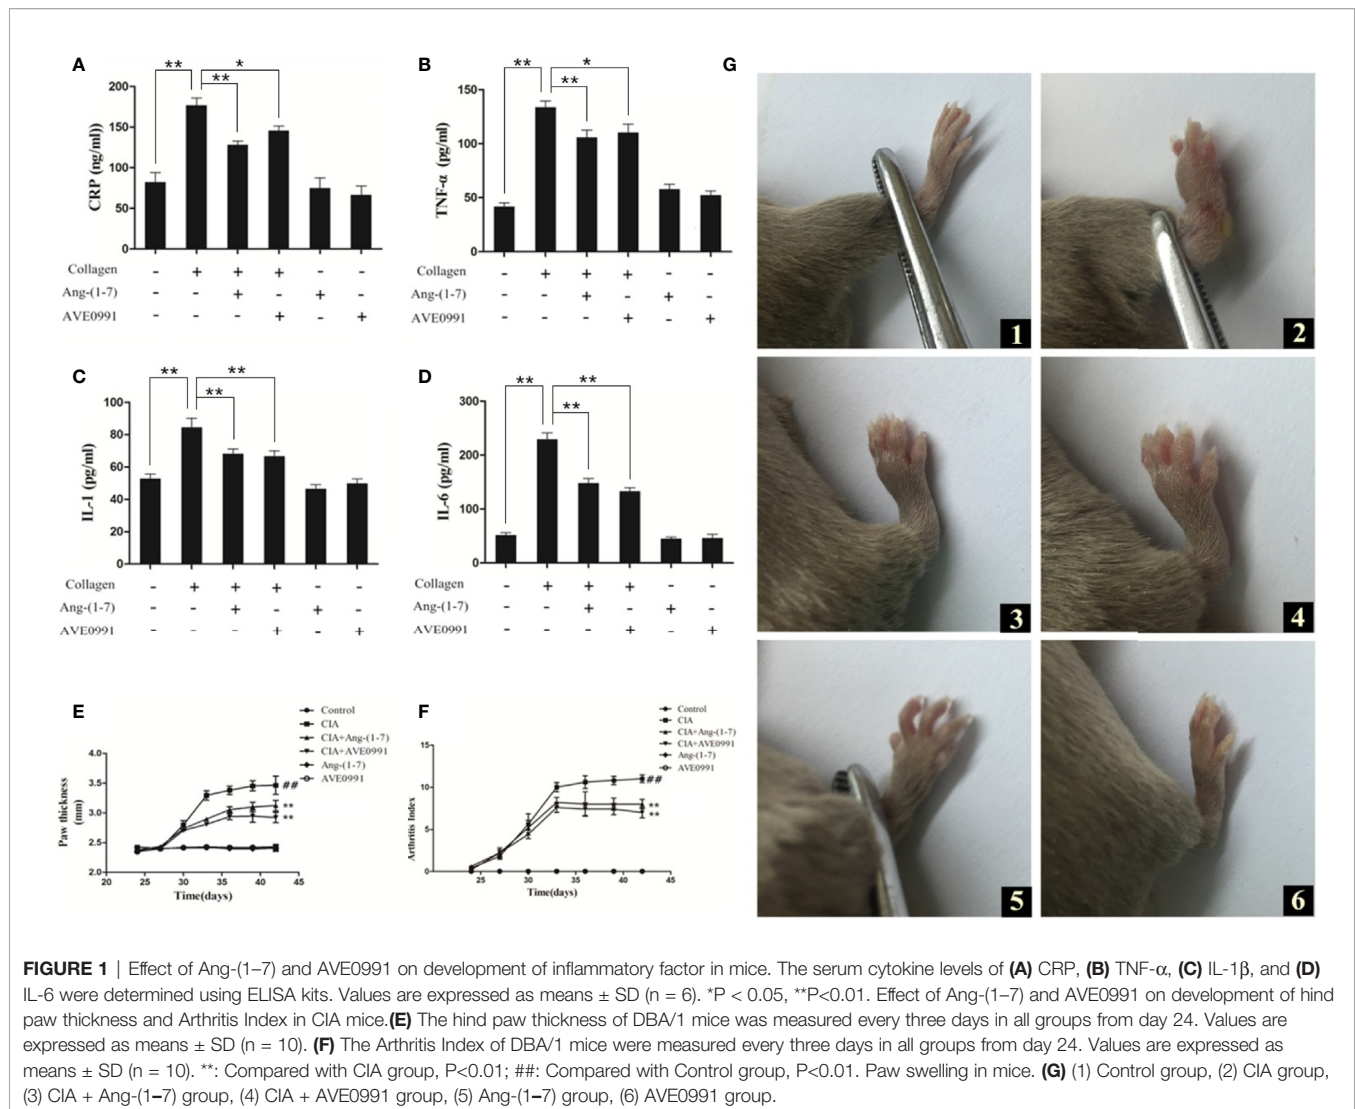 A
** * **
CRP (ng/ml))
200
150
100
50
0
Collagen - + + + - -
Ang-(1-7) - - + - + -
AVE0991 - - - + - +
B
** * **
TNF-α (pg/ml)
150
100
50
0
Collagen - + + + - -
Ang-(1-7) - - + - + -
AVE0991 - - - + - +
C
** ** **
IL-1 (pg/ml)
100
80
60
40
20
0
Collagen - + + + - -
Ang-(1-7) - - + - + -
AVE0991 - - - + - +
D
** ** **
IL-6 (pg/ml)
300
200
100
0
Collagen - + + + - -
Ang-(1-7) - - + - + -
AVE0991 - - - + - +
E
Control
CIA
CIA+Ang-(1-7)
CIA+AVE0991
Ang-(1-7)
AVE0991
Paw thickness
(mm)
4.0
3.5
3.0
2.5
2.0
##
**
**
20 25 30 35 40 45
Time(days)
F
Control
CIA
CIA+Ang-(1-7)
CIA+AVE0991
Ang-(1-7)
AVE0991
Arthritis Index
15
10
5
0
##
**
**
25 30 35 40 45
Time(days)
G
1
2
3
4
5
6
FIGURE 1 | Effect of Ang-(1–7) and AVE0991 on development of inflammatory factor in mice. The serum cytokine levels of (A) CRP, (B) TNF-α, (C) IL-1β, and (D)
IL-6 were determined using ELISA kits. Values are expressed as means ± SD (n = 6). *P < 0.05, **P<0.01. Effect of Ang-(1–7) and AVE0991 on development of hind
paw thickness and Arthritis Index in CIA mice.(E) The hind paw thickness of DBA/1 mice was measured every three days in all groups from day 24. Values are
expressed as means ± SD (n = 10). (F) The Arthritis Index of DBA/1 mice were measured every three days in all groups from day 24. Values are expressed as
means ± SD (n = 10). **: Compared with CIA group, P<0.01; ##: Compared with Control group, P<0.01. Paw swelling in mice. (G) (1) Control group, (2) CIA group,
(3) CIA + Ang-(1–7) group, (4) CIA + AVE0991 group, (5) Ang-(1–7) group, (6) AVE0991 group.